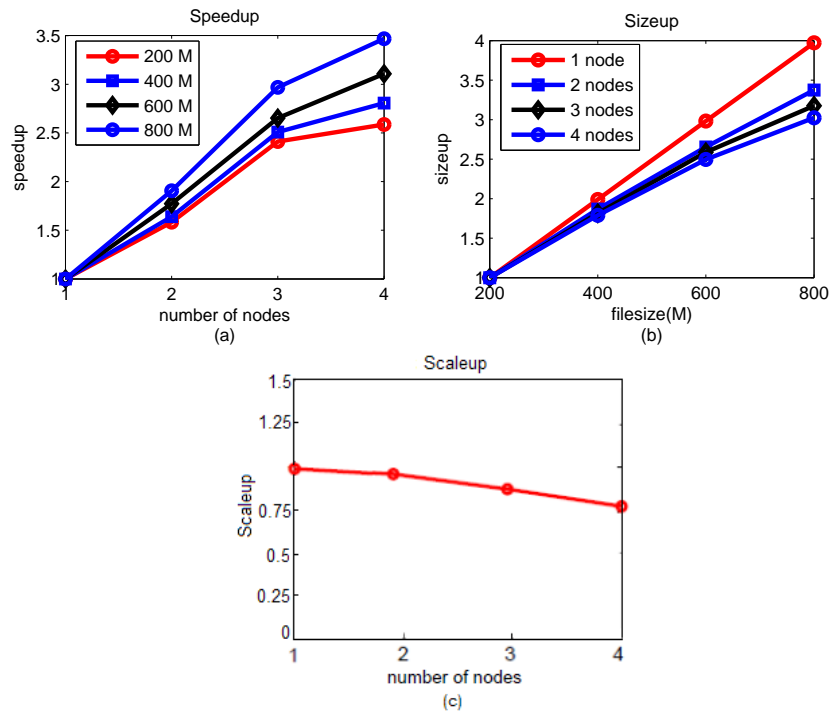 Speedup
3.5
3
2.5
2
1.5
1
speedup
200 M
400 M
600 M
800 M
1 2 3 4
number of nodes
(a)
Sizeup
4
3.5
3
2.5
2
1.5
1
sizeup
1 node
2 nodes
3 nodes
4 nodes
200 400 600 800
filesize(M)
(b)
Scaleup
1.5
1.25
0.75
0.5
0.25
0
Scaleup
1 2 3 4
number of nodes
(c)